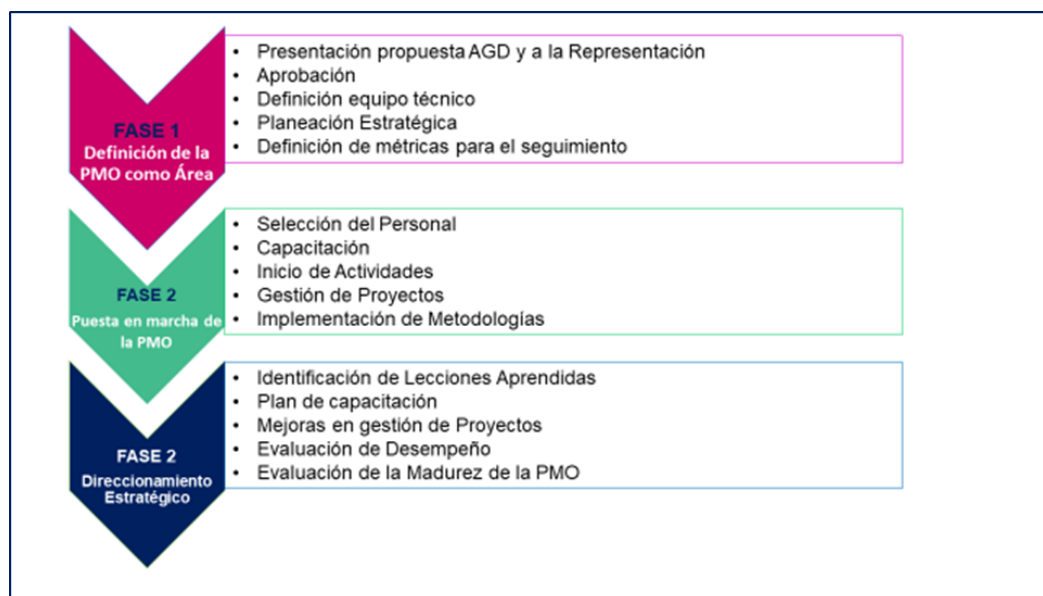 FASE 1
Definición de la
PMO como Área
• Presentación propuesta AGD y a la Representación
• Aprobación
• Definición equipo técnico
• Planeación Estratégica
• Definición de métricas para el seguimiento
FASE 2
Puesta en marcha de
la PMO
• Selección del Personal
• Capacitación
• Inicio de Actividades
• Gestión de Proyectos
• Implementación de Metodologías
FASE 2
Direccionamiento
Estratégico
• Identificación de Lecciones Aprendidas
• Plan de capacitación
• Mejoras en gestión de Proyectos
• Evaluación de Desempeño
• Evaluación de la Madurez de la PMO